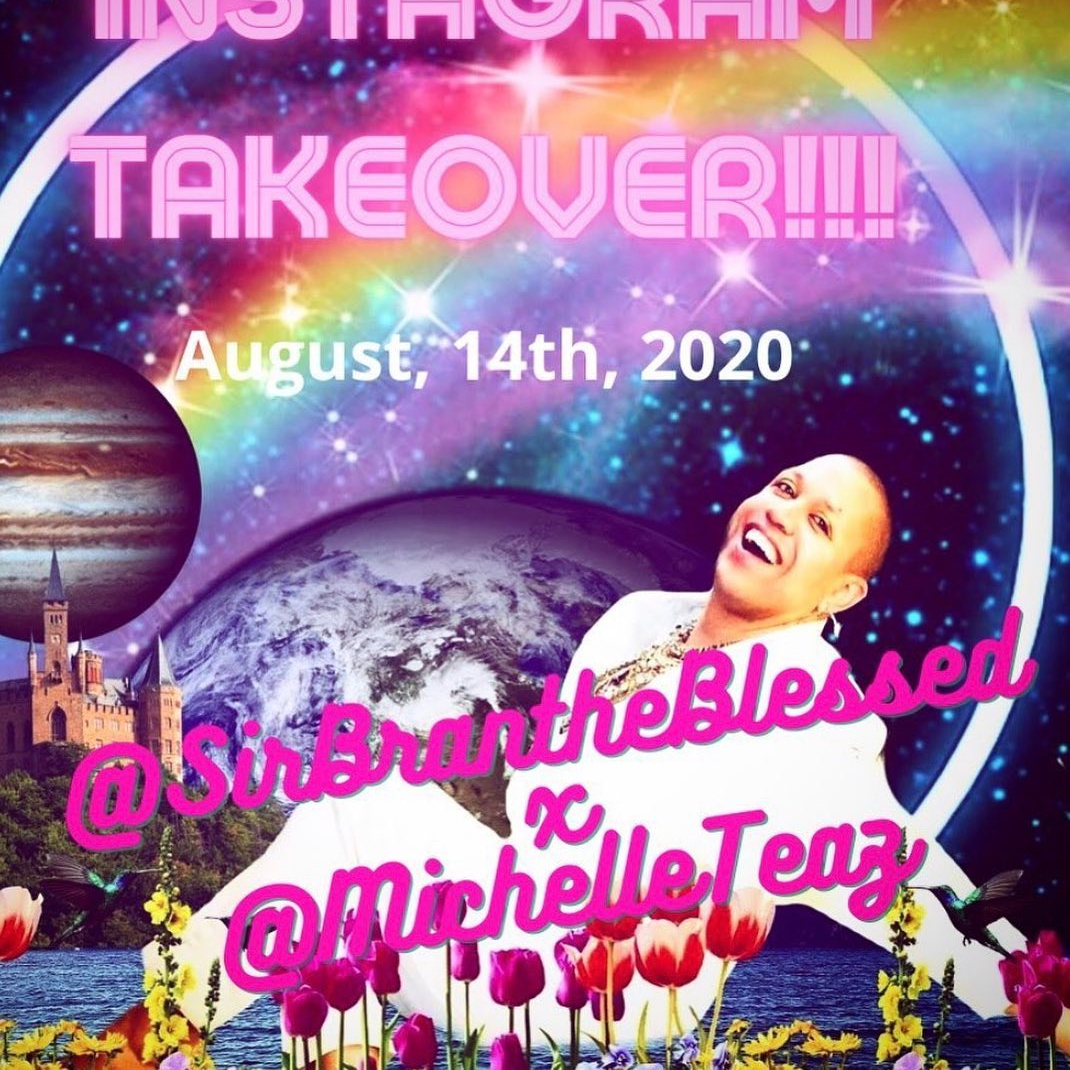 INSTAGRAM
TAKEOVER!!!!
August, 14th, 2020
@SirBrantheBlessed
x
@MichelleTeaz